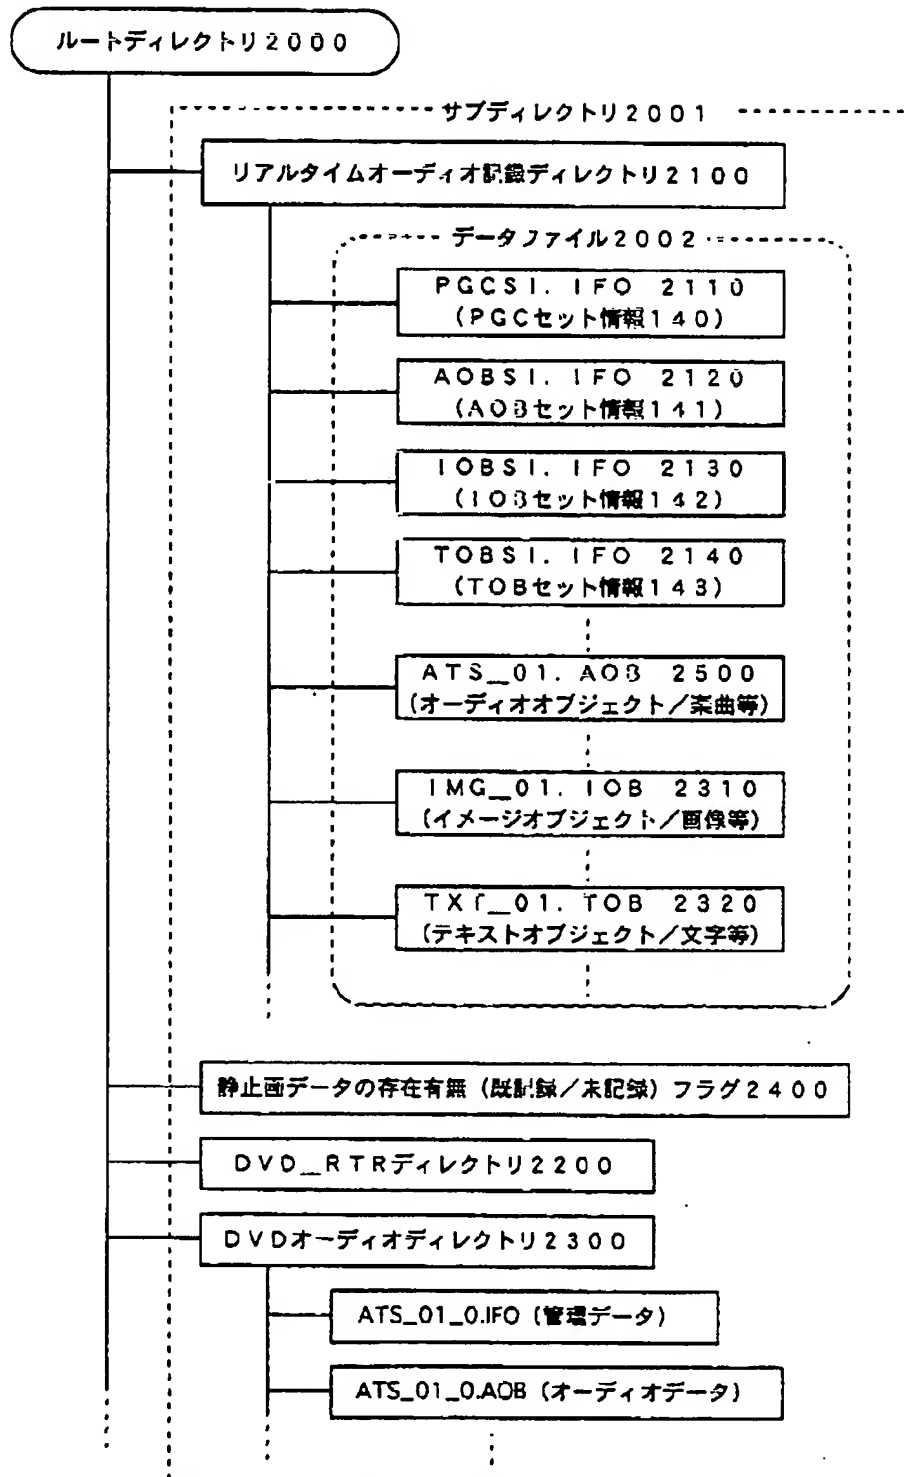 ルートディレクトリ2000
サブディレクトリ2001
リアルタイムオーディオ記録ディレクトリ2100
データファイル2002
PGCSI. IFO 2110
(PGCセット情報140)
AOBSI. IFO 2120
(AOBセット情報141)
IOBSI. IFO 2130
(IOBセット情報142)
TOBSI. IFO 2140
(TOBセット情報143)
ATS_01. AOB 2500
(オーディオオブジェクト/楽曲等)
IMG_01. IOB 2310
(イメージオブジェクト/画像等)
TXT_01. TOB 2320
(テキストオブジェクト/文字等)
静止画データの存在有無(既記録/未記録)フラグ2400
DVD_RTRディレクトリ2200
DVDオーディオディレクトリ2300
ATS_01_0.IFO (管理データ)
ATS_01_0.AOB (オーディオデータ)